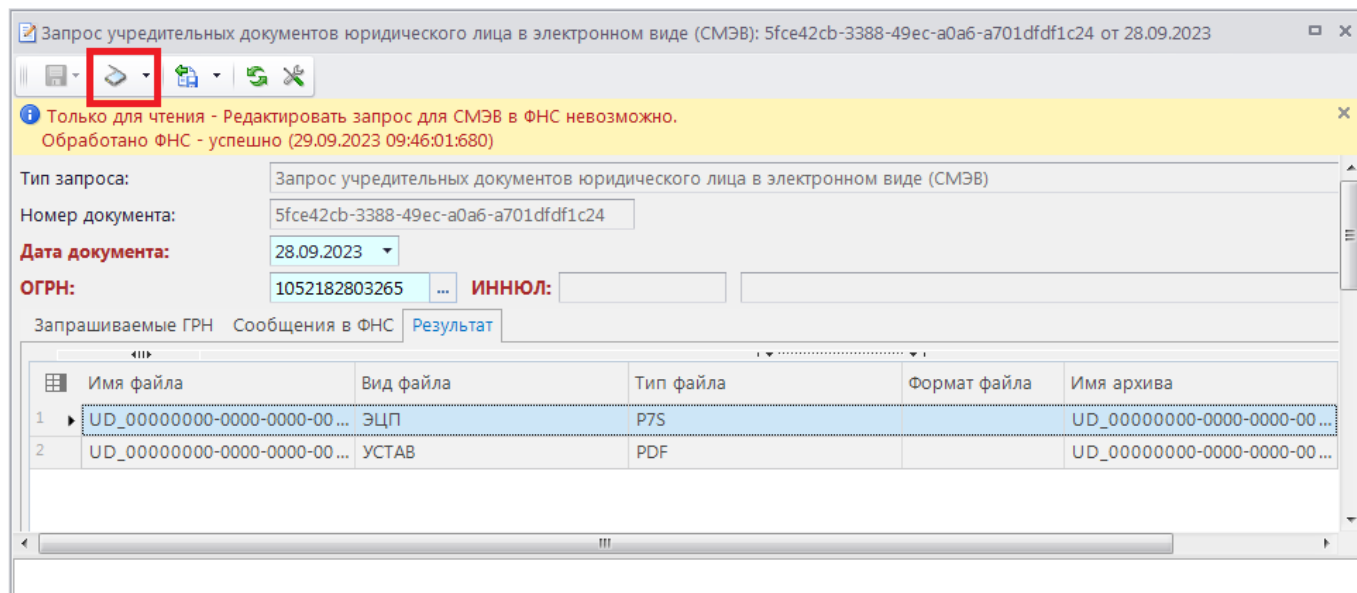 Запрос учредительных документов юридического лица в электронном виде (СМЭВ): 5fce42cb-3388-49ec-a0a6-a701dfdf1c24 от 28.09.2023
Только для чтения - Редактировать запрос для СМЭВ в ФНС невозможно.
Обработано ФНС - успешно (29.09.2023 09:46:01:680)
Тип запроса: Запрос учредительных документов юридического лица в электронном виде (СМЭВ)
Номер документа: 5fce42cb-3388-49ec-a0a6-a701dfdf1c24
Дата документа: 28.09.2023
ОГРН: 1052182803265 ... ИННЮЛ:
Запрашиваемые ГРН Сообщения в ФНС Результат
Имя файла Вид файла Тип файла Формат файла Имя архива
1 UD_00000000-0000-0000-00... ЭЦП P7S UD_00000000-0000-0000-00...
2 UD_00000000-0000-0000-00... УСТАВ PDF UD_00000000-0000-0000-00...